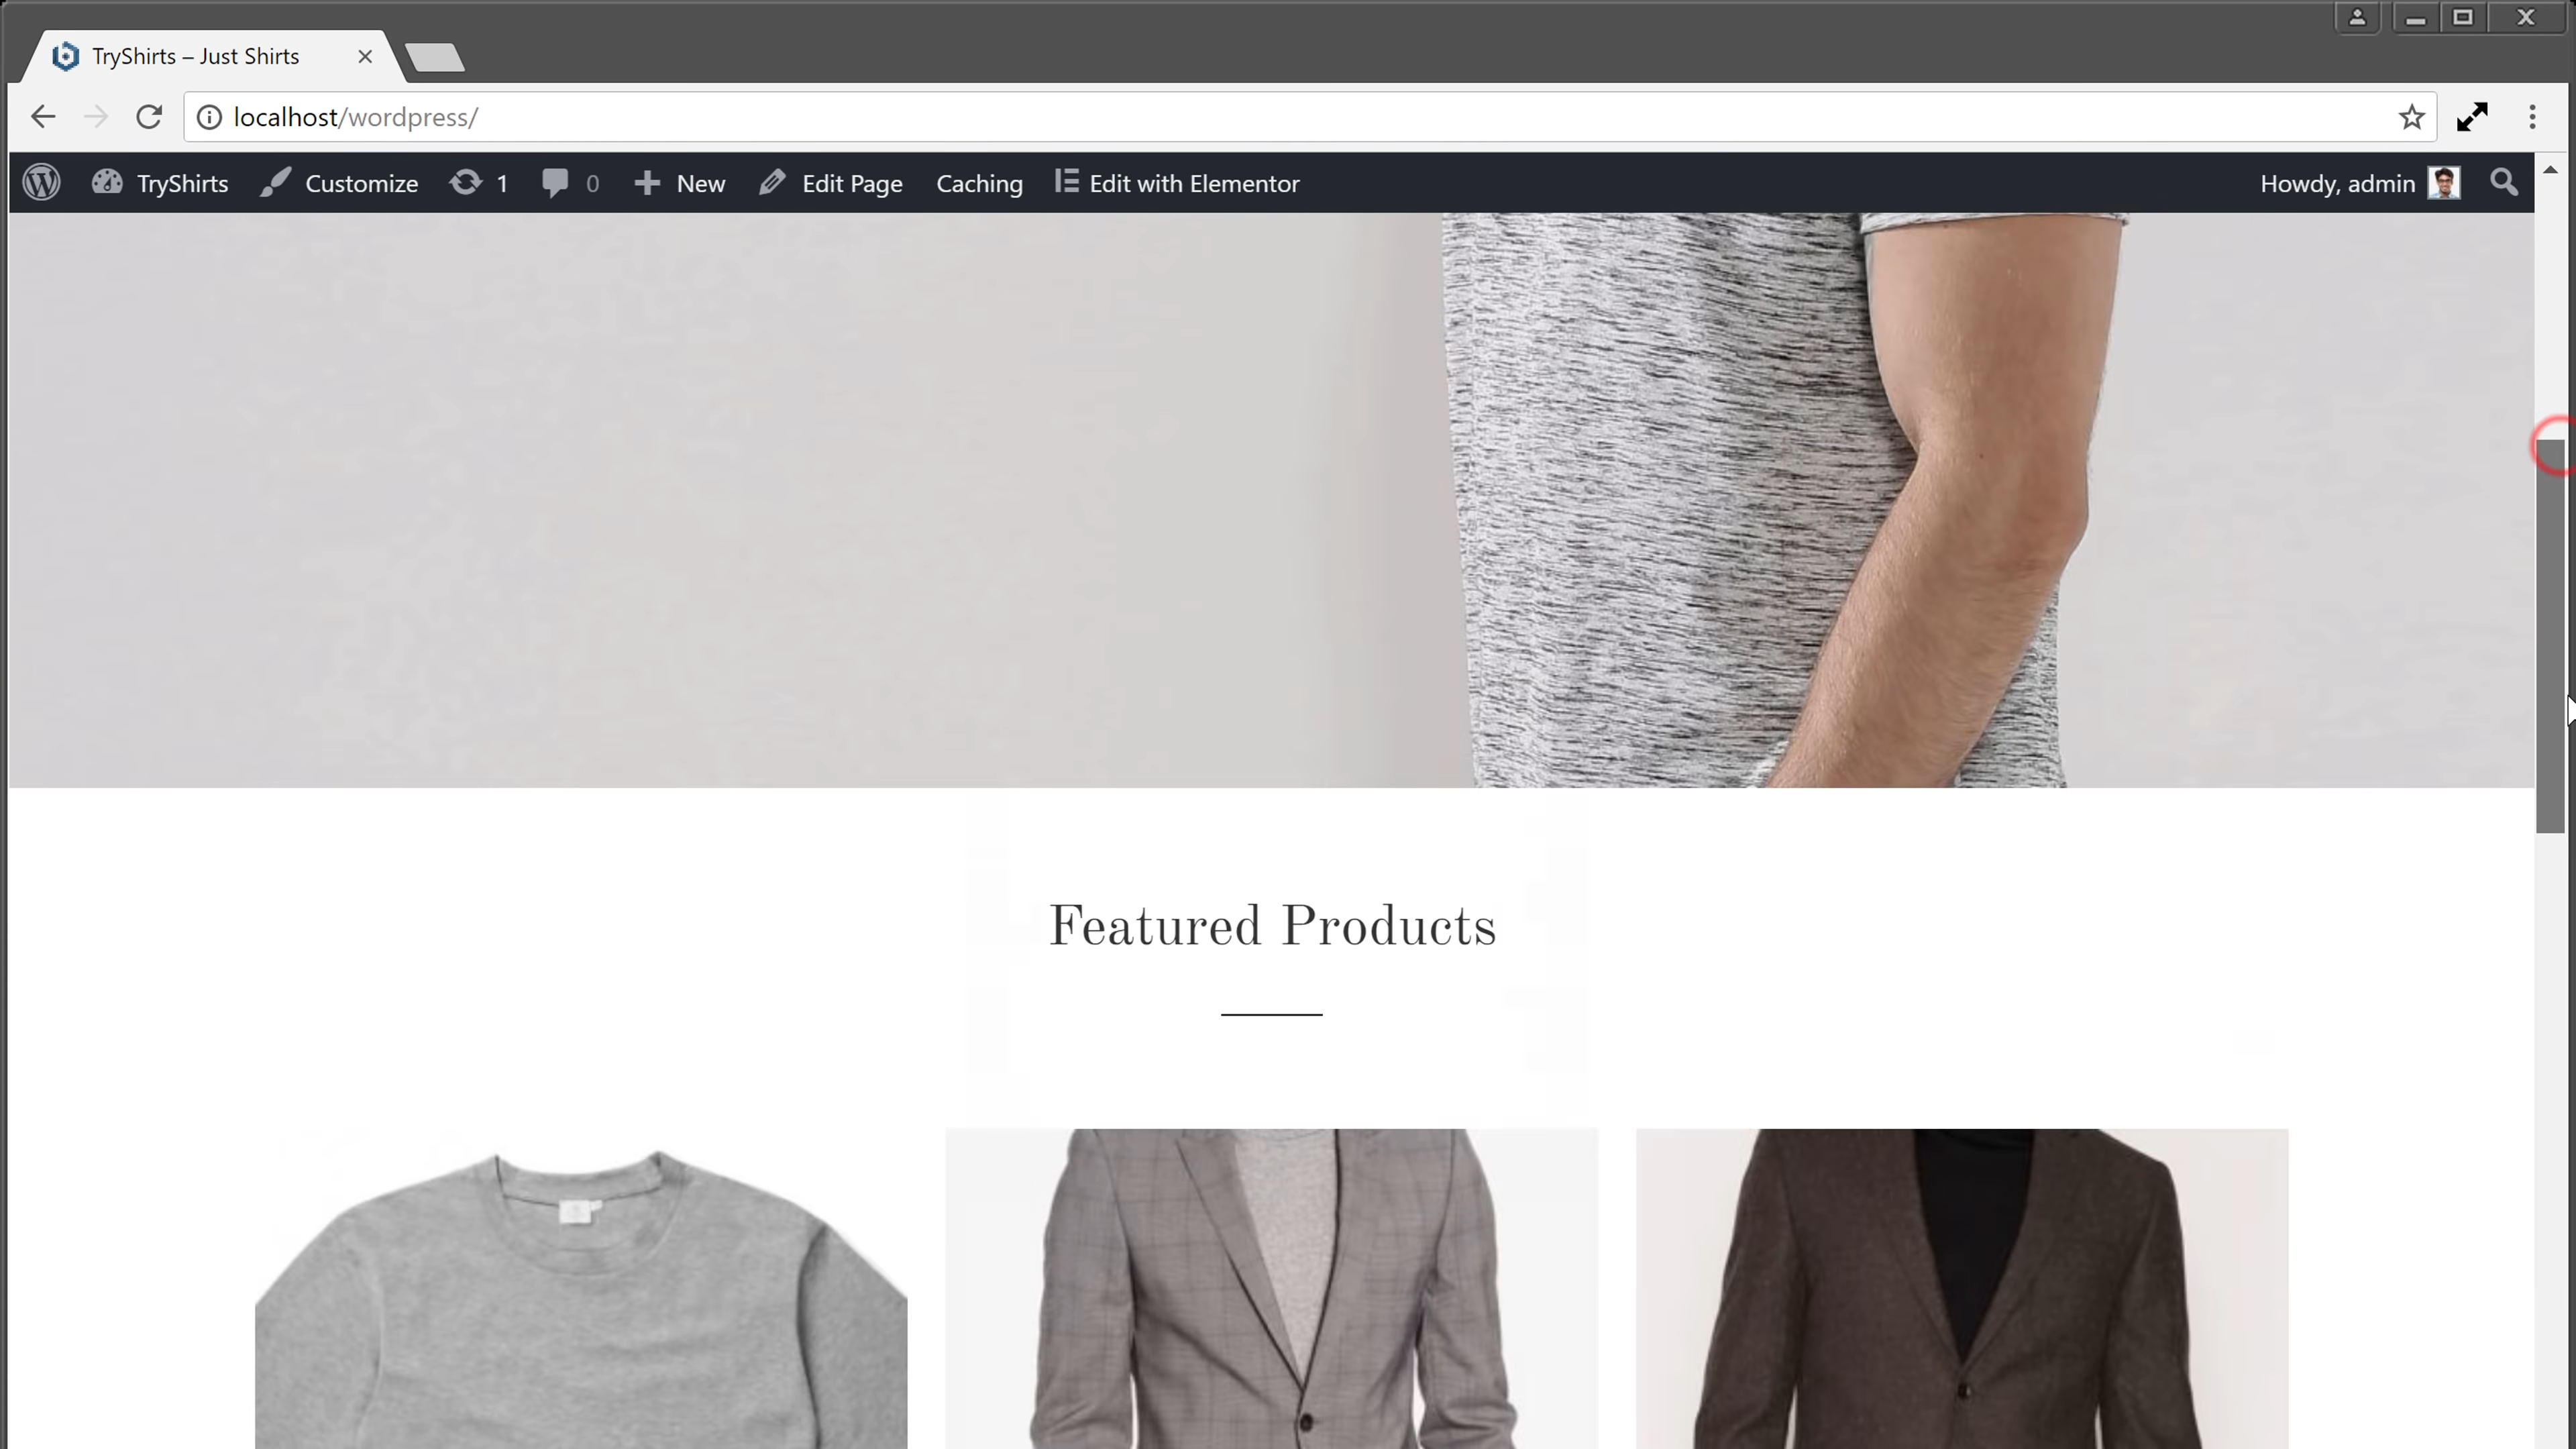 TryShirts – Just Shirts
localhost/wordpress/
TryShirts Customize 1 0 New Edit Page Caching Edit with Elementor Howdy, admin
Featured Products